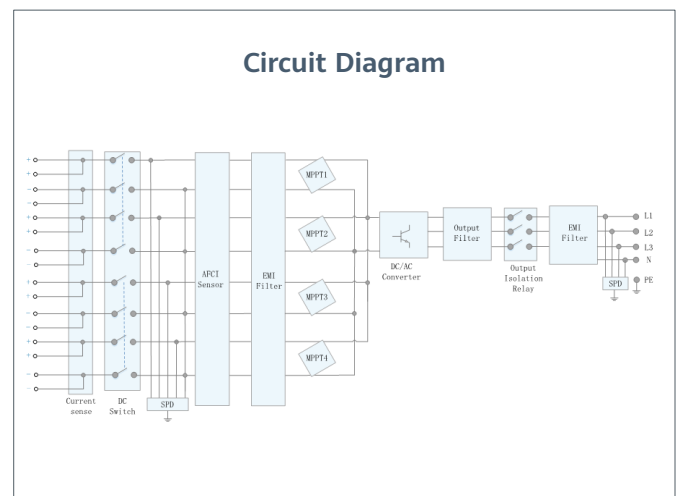 Circuit Diagram
+
+
-
-
+
+
-
-
+
+
-
-
+
+
-
-
Current
sense
DC
Switch
SPD
AFCI
Sensor
EMI
Filter
MPPT1
MPPT2
MPPT3
MPPT4
DC/AC
Converter
Output
Filter
Output
Isolation
Relay
EMI
Filter
SPD
L1
L2
L3
N
PE